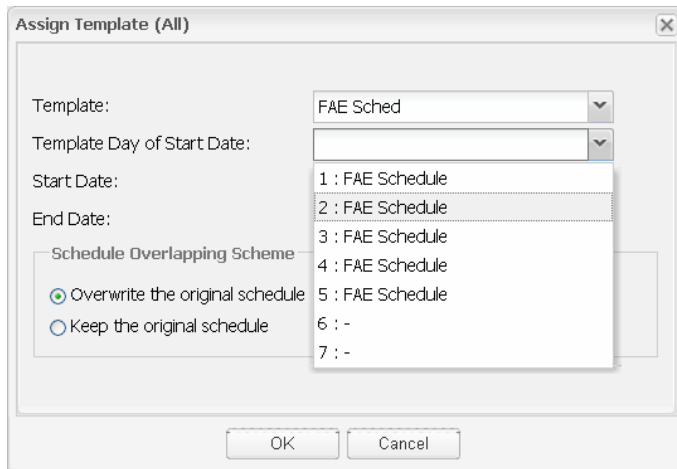 Assign Template (All)
Template:
FAE Sched
Template Day of Start Date:
Start Date:
1 : FAE Schedule
2 : FAE Schedule
End Date:
3 : FAE Schedule
Schedule Overlapping Scheme
4 : FAE Schedule
Overwrite the original schedule
5 : FAE Schedule
Keep the original schedule
6 : -
7 : -
OK
Cancel